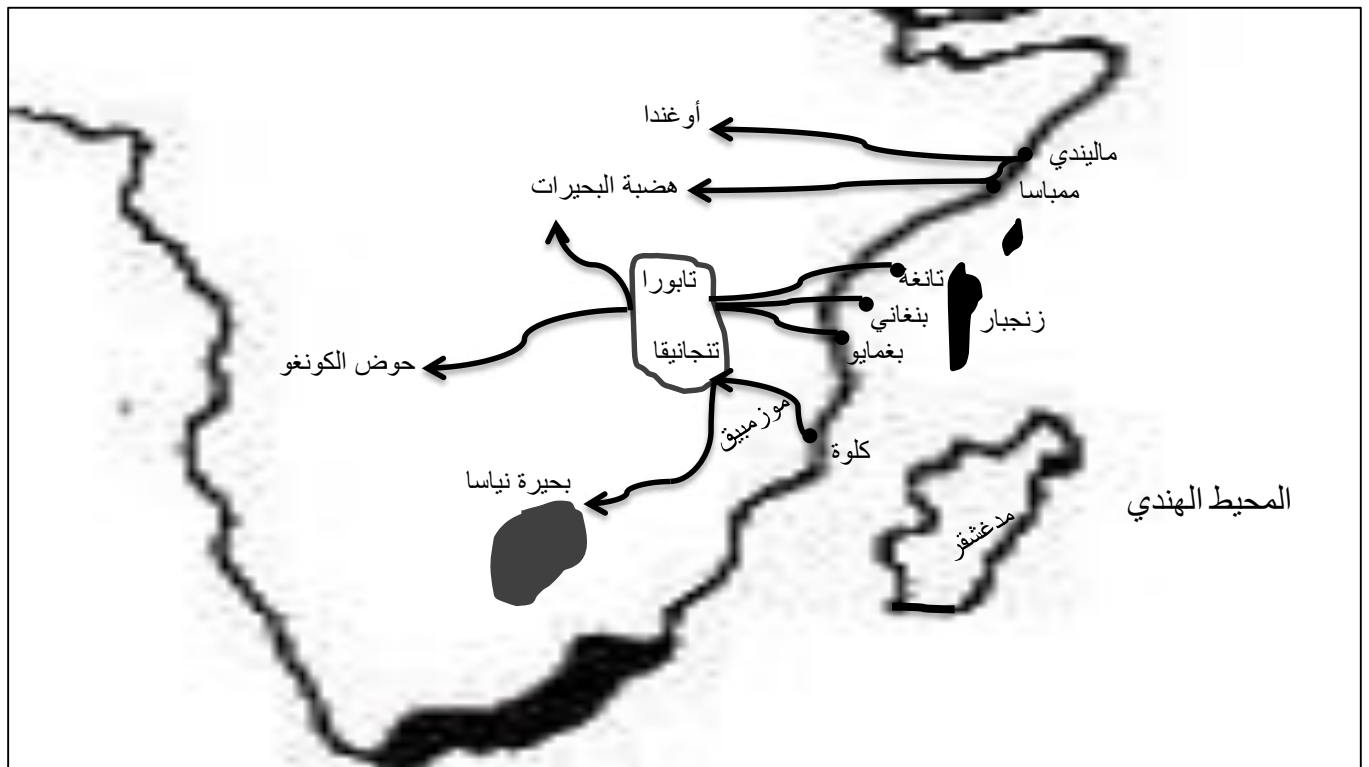 أوغندا
ماليندي
هضبة البحيرات
ممباسا
تابورا
تانغة
بنغاني
زنجبار
تنجانيقا
بغمايو
حوض الكونغو
موزمبيق
كلوة
بحيرة نياسا
المحيط الهندي
مدغشقر